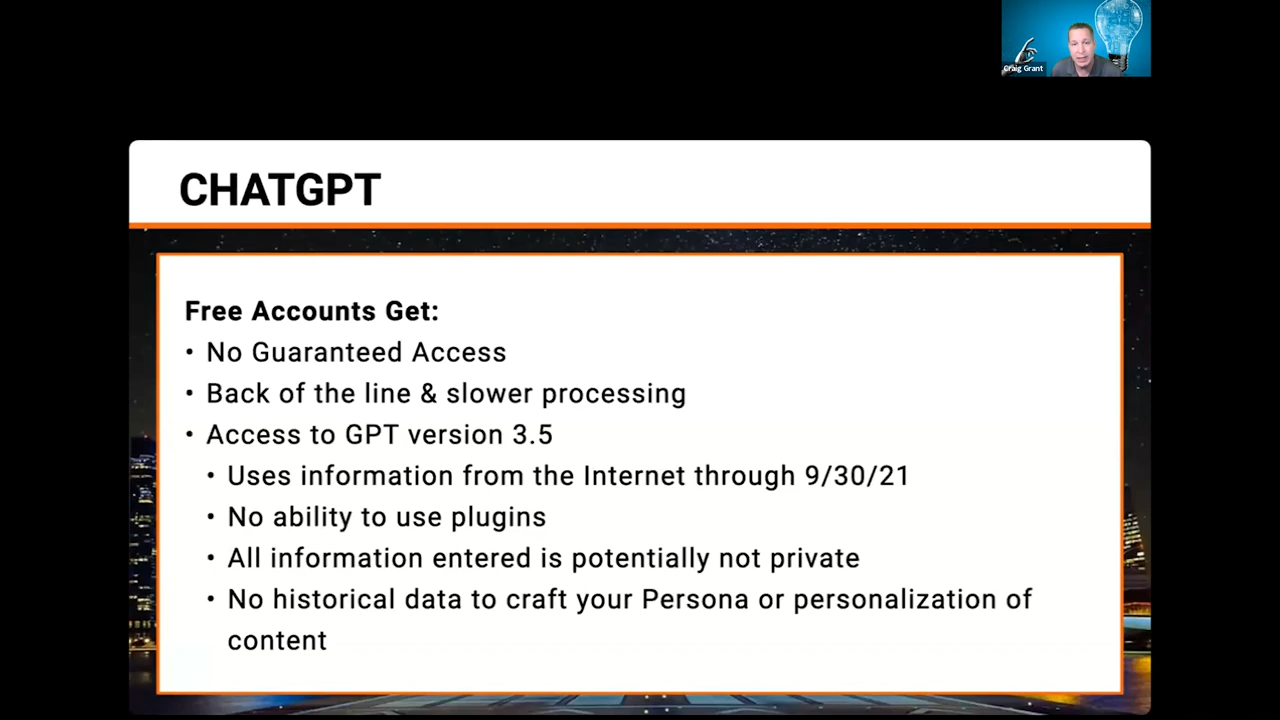 Craig Grant
CHATGPT
Free Accounts Get:
• No Guaranteed Access
• Back of the line & slower processing
• Access to GPT version 3.5
• Uses information from the Internet through 9/30/21
• No ability to use plugins
• All information entered is potentially not private
• No historical data to craft your Persona or personalization of
content